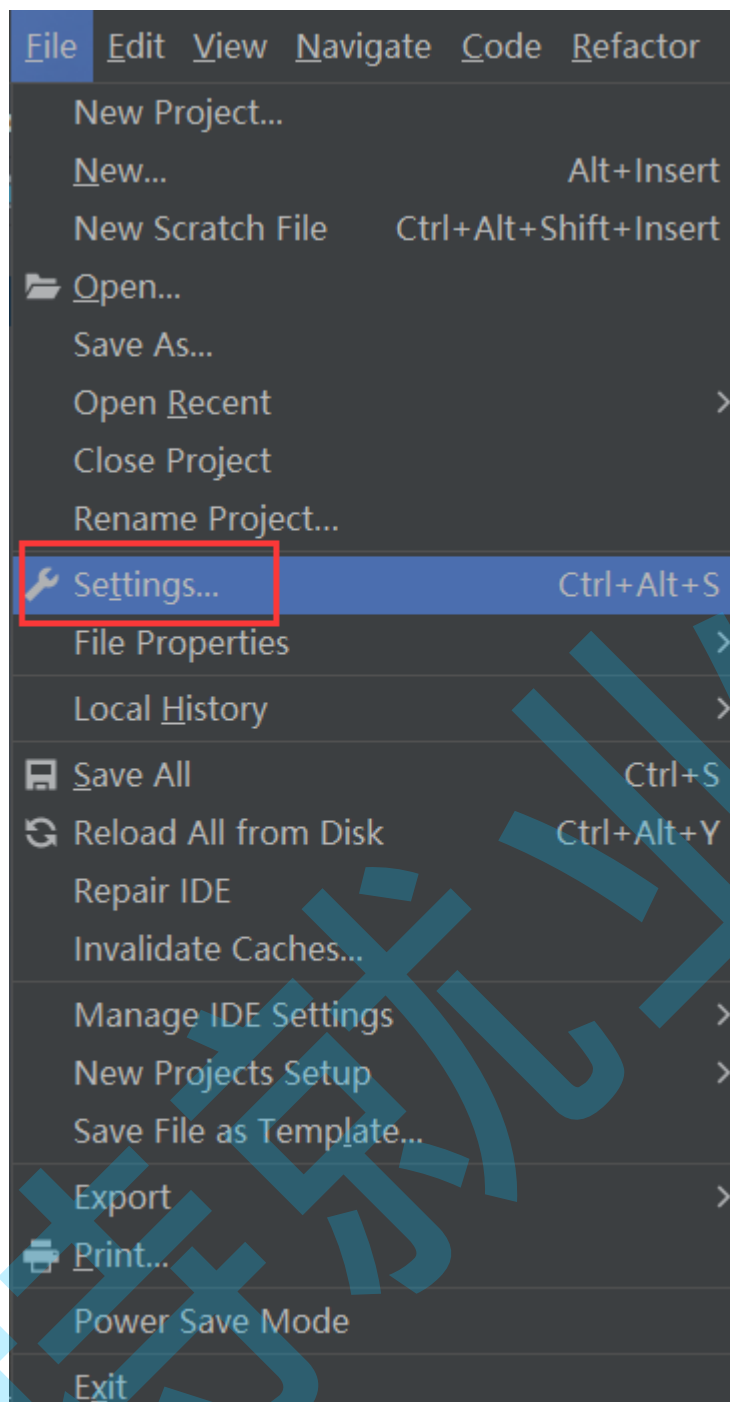 File Edit View Navigate Code Refactor
New Project...
New... Alt+Insert
New Scratch File Ctrl+Alt+Shift+Insert
Open...
Save As...
Open Recent
Close Project
Rename Project...
Settings... Ctrl+Alt+S
File Properties
Local History
Save All Ctrl+S
Reload All from Disk Ctrl+Alt+Y
Repair IDE
Invalidate Caches...
Manage IDE Settings
New Projects Setup
Save File as Template...
Export
Print...
Power Save Mode
Exit
特就业